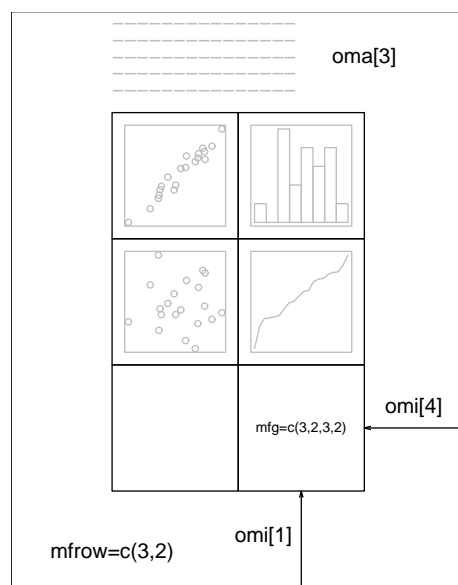 oma[3]
omi[4]
mfg=c(3,2,3,2)
omi[1]
mfrow=c(3,2)